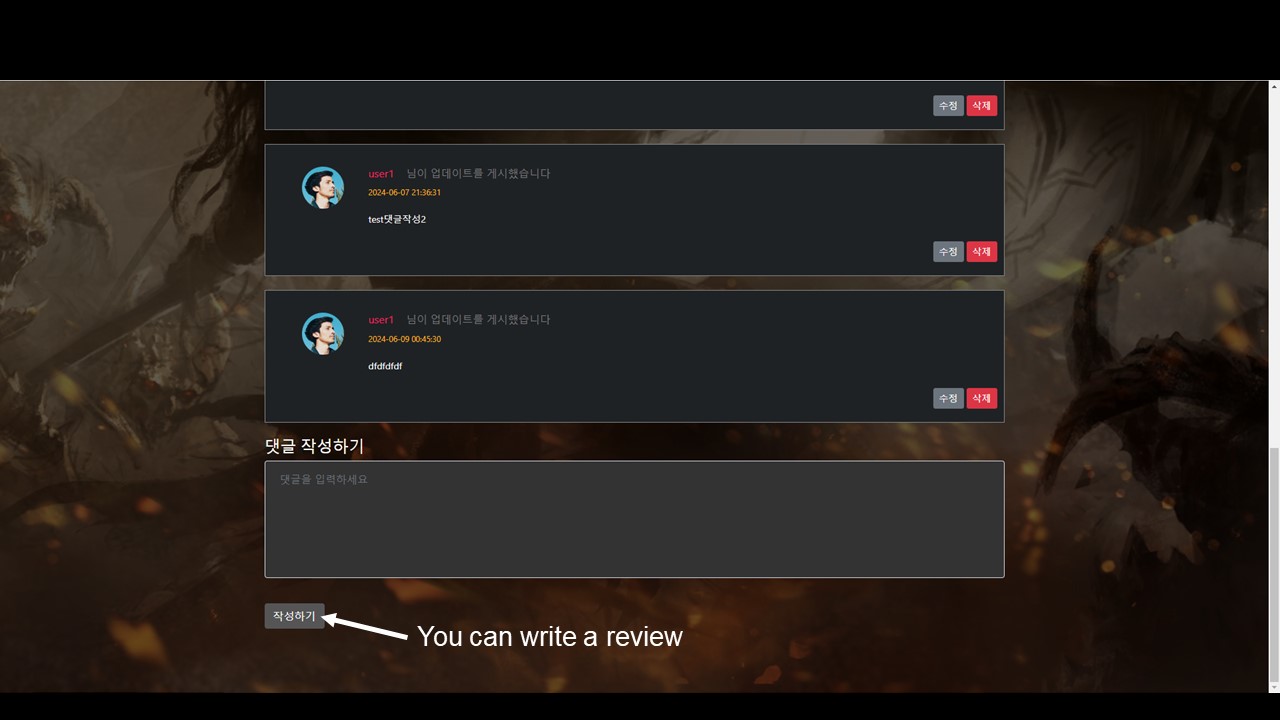 수정 삭제
user1 님이 업데이트를 게시했습니다
2024-06-07 21:36:31
test댓글작성2
수정 삭제
user1 님이 업데이트를 게시했습니다
2024-06-09 00:45:30
dfdfdfdf
수정 삭제
댓글 작성하기
댓글을 입력하세요
작성하기
You can write a review